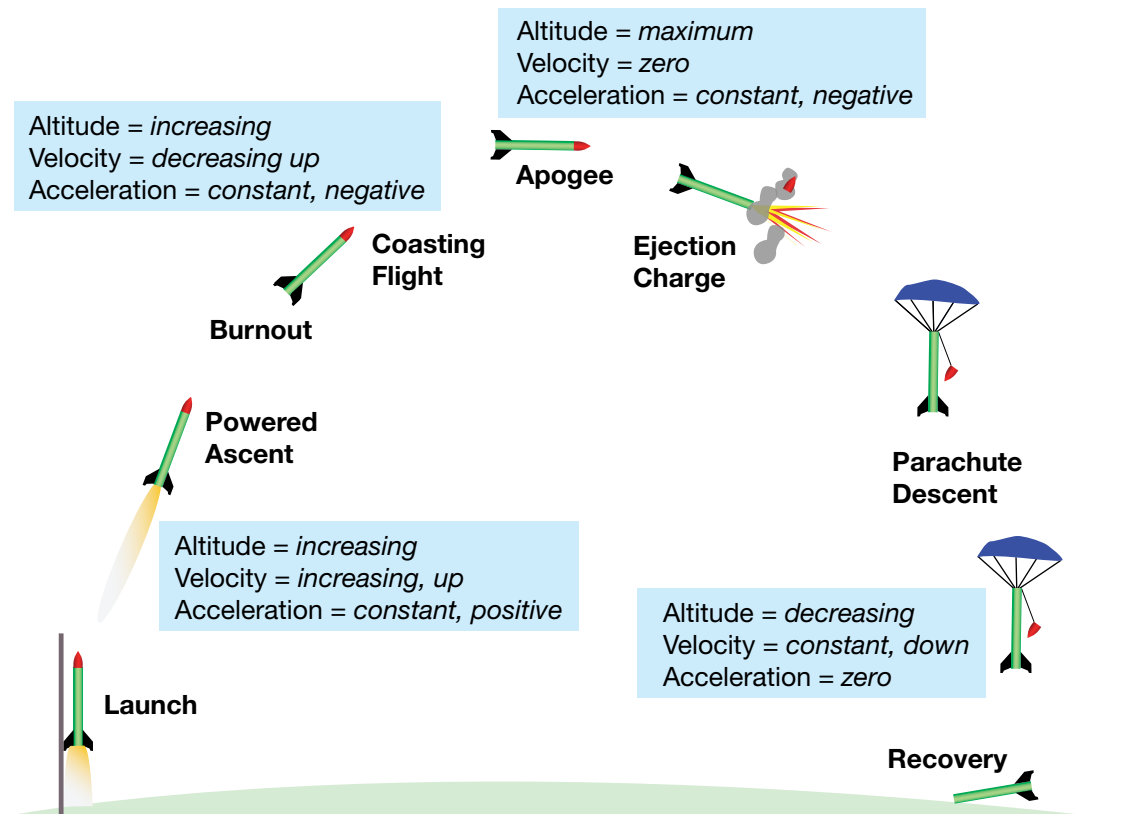 Altitude = maximum
Velocity = zero
Acceleration = constant, negative
Altitude = increasing
Velocity = decreasing up
Acceleration = constant, negative
Apogee
Coasting
Flight
Ejection
Charge
Burnout
Powered
Ascent
Parachute
Descent
Altitude = increasing
Velocity = increasing, up
Acceleration = constant, positive
Altitude = decreasing
Velocity = constant, down
Acceleration = zero
Launch
Recovery